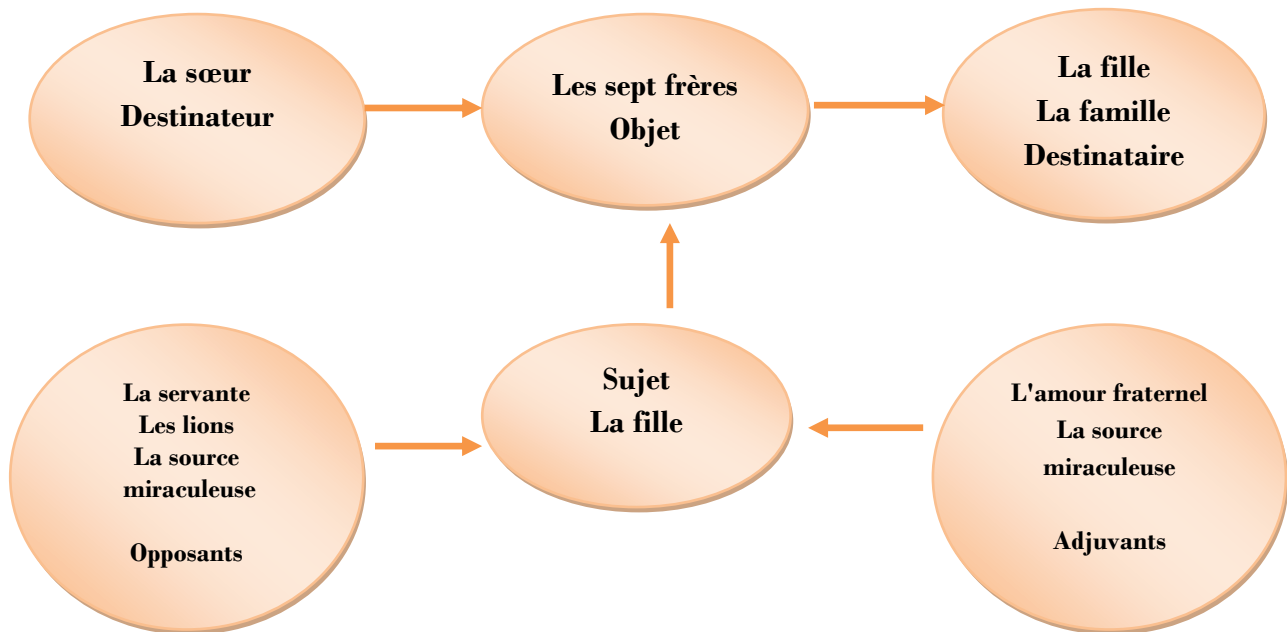 La sœur
Destinateur
Les sept frères
Objet
La fille
La famille
Destinataire
La servante
Les lions
La source
miraculeuse
Opposants
Sujet
La fille
L'amour fraternel
La source
miraculeuse
Adjuvants